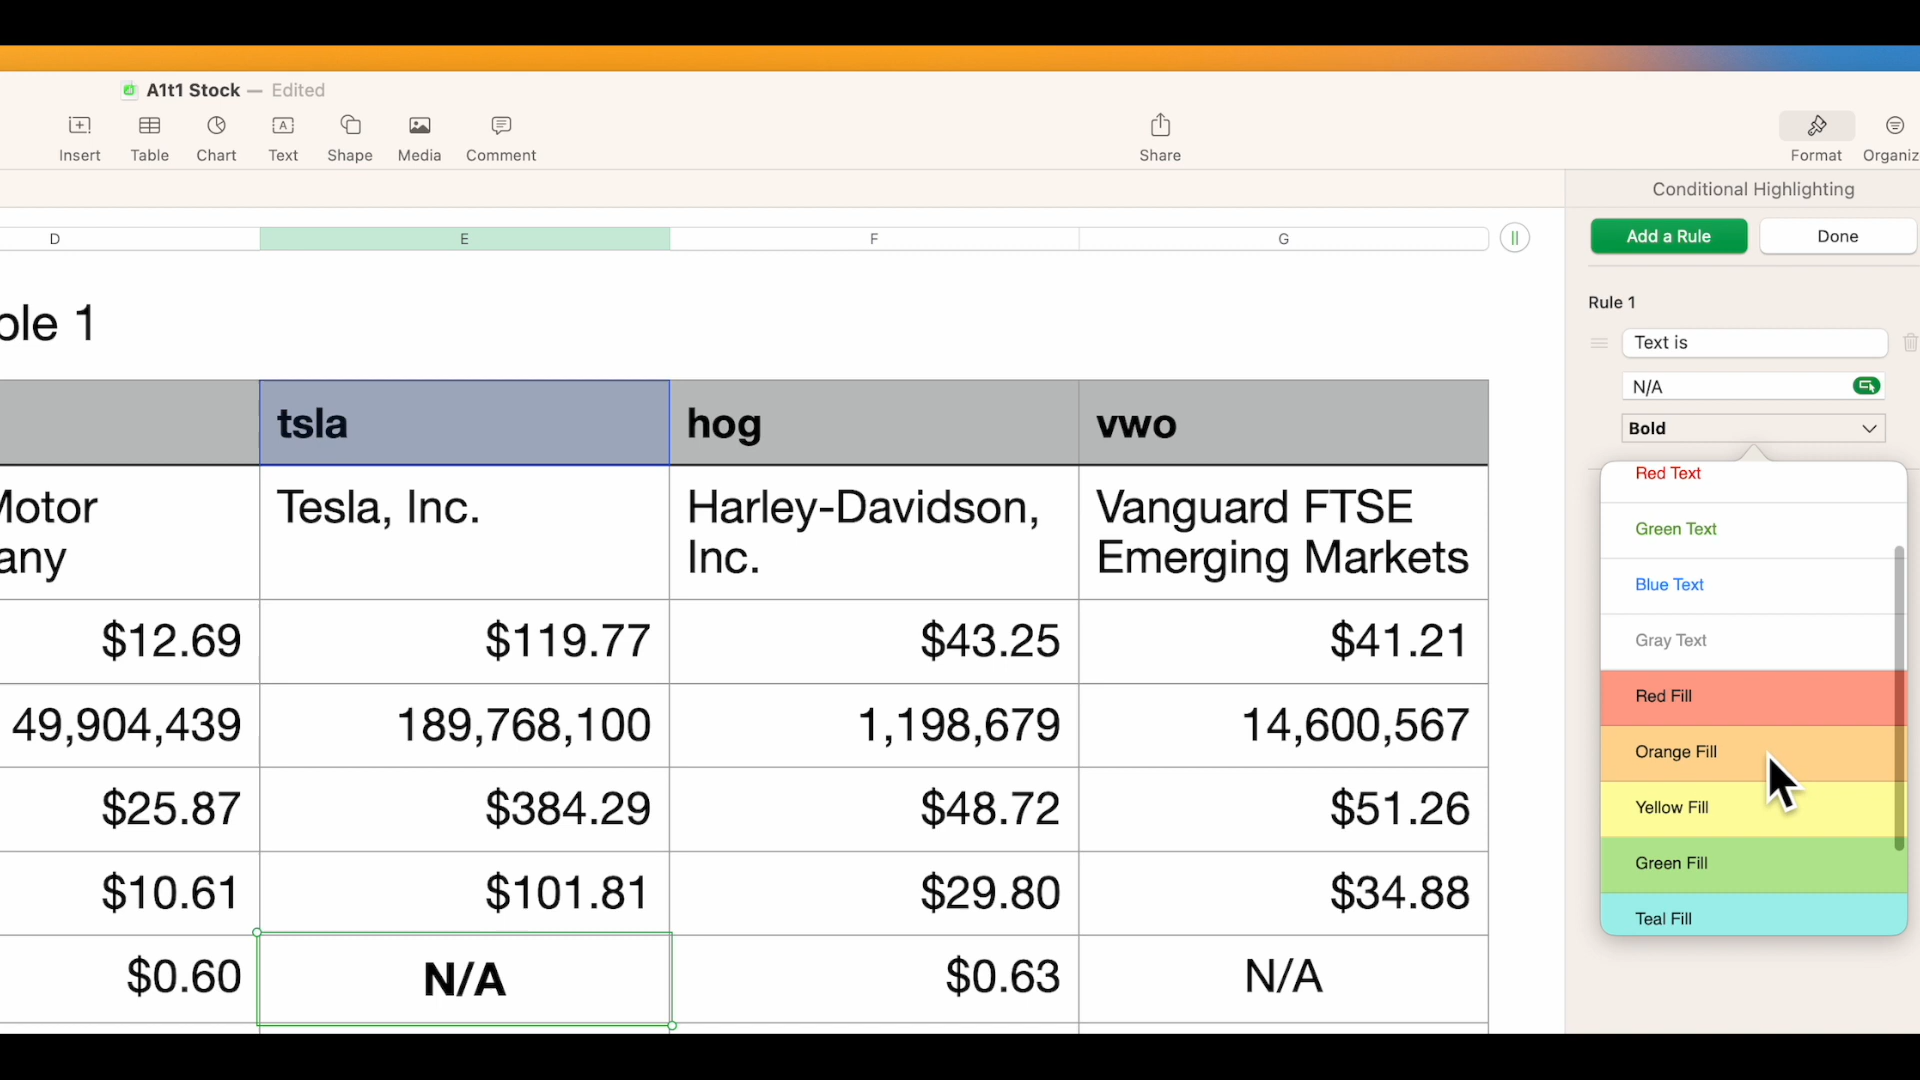 A1t1 Stock — Edited
Insert Table Chart Text Shape Media Comment Share Format Organiz
Conditional Highlighting
D E F G
Add a Rule Done
ble 1
Rule 1
Text is
N/A
Bold
tsla hog vwo
Motor
any
Tesla, Inc.
Harley-Davidson,
Inc.
Vanguard FTSE
Emerging Markets
$12.69 $119.77 $43.25 $41.21
49,904,439 189,768,100 1,198,679 14,600,567
$25.87 $384.29 $48.72 $51.26
$10.61 $101.81 $29.80 $34.88
$0.60 N/A $0.63 N/A
Red Text
Green Text
Blue Text
Gray Text
Red Fill
Orange Fill
Yellow Fill
Green Fill
Teal Fill